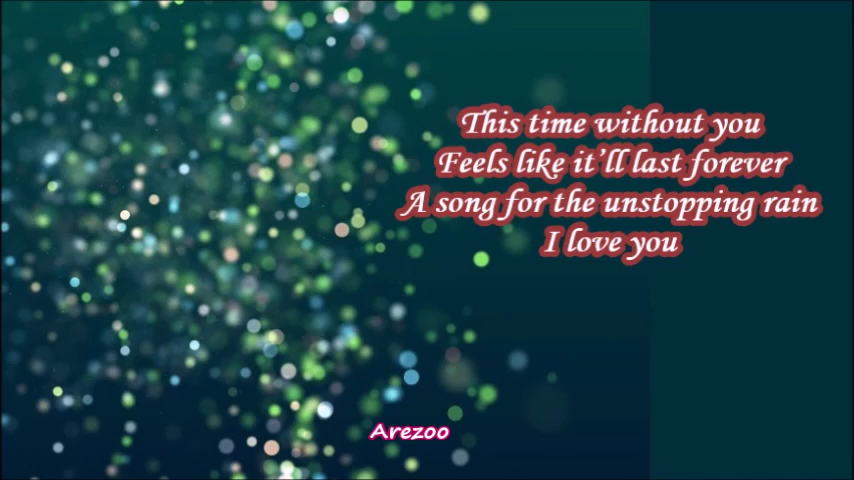 This time without you
Feels like it’ll last forever
A song for the unstopping rain
I love you
Arezoo